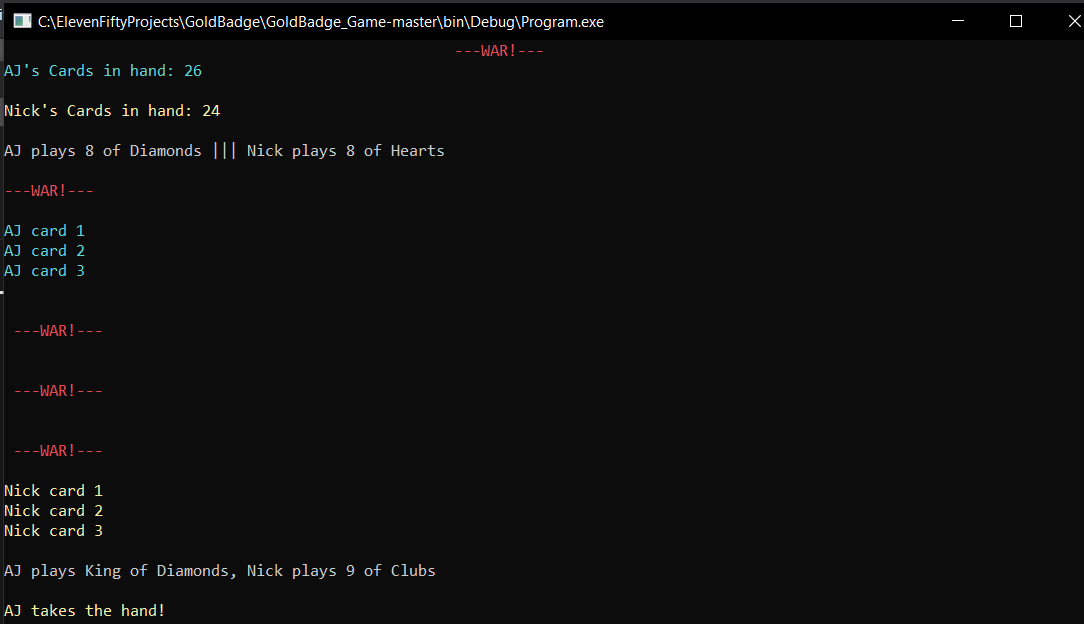 C:\ElevenFiftyProjects\GoldBadge\GoldBadge_Game-master\bin\Debug\Program.exe
---WAR!---
AJ's Cards in hand: 26
Nick's Cards in hand: 24
AJ plays 8 of Diamonds ||| Nick plays 8 of Hearts
---WAR!---
AJ card 1
AJ card 2
AJ card 3
---WAR!---
---WAR!---
---WAR!---
Nick card 1
Nick card 2
Nick card 3
AJ plays King of Diamonds, Nick plays 9 of Clubs
AJ takes the hand!